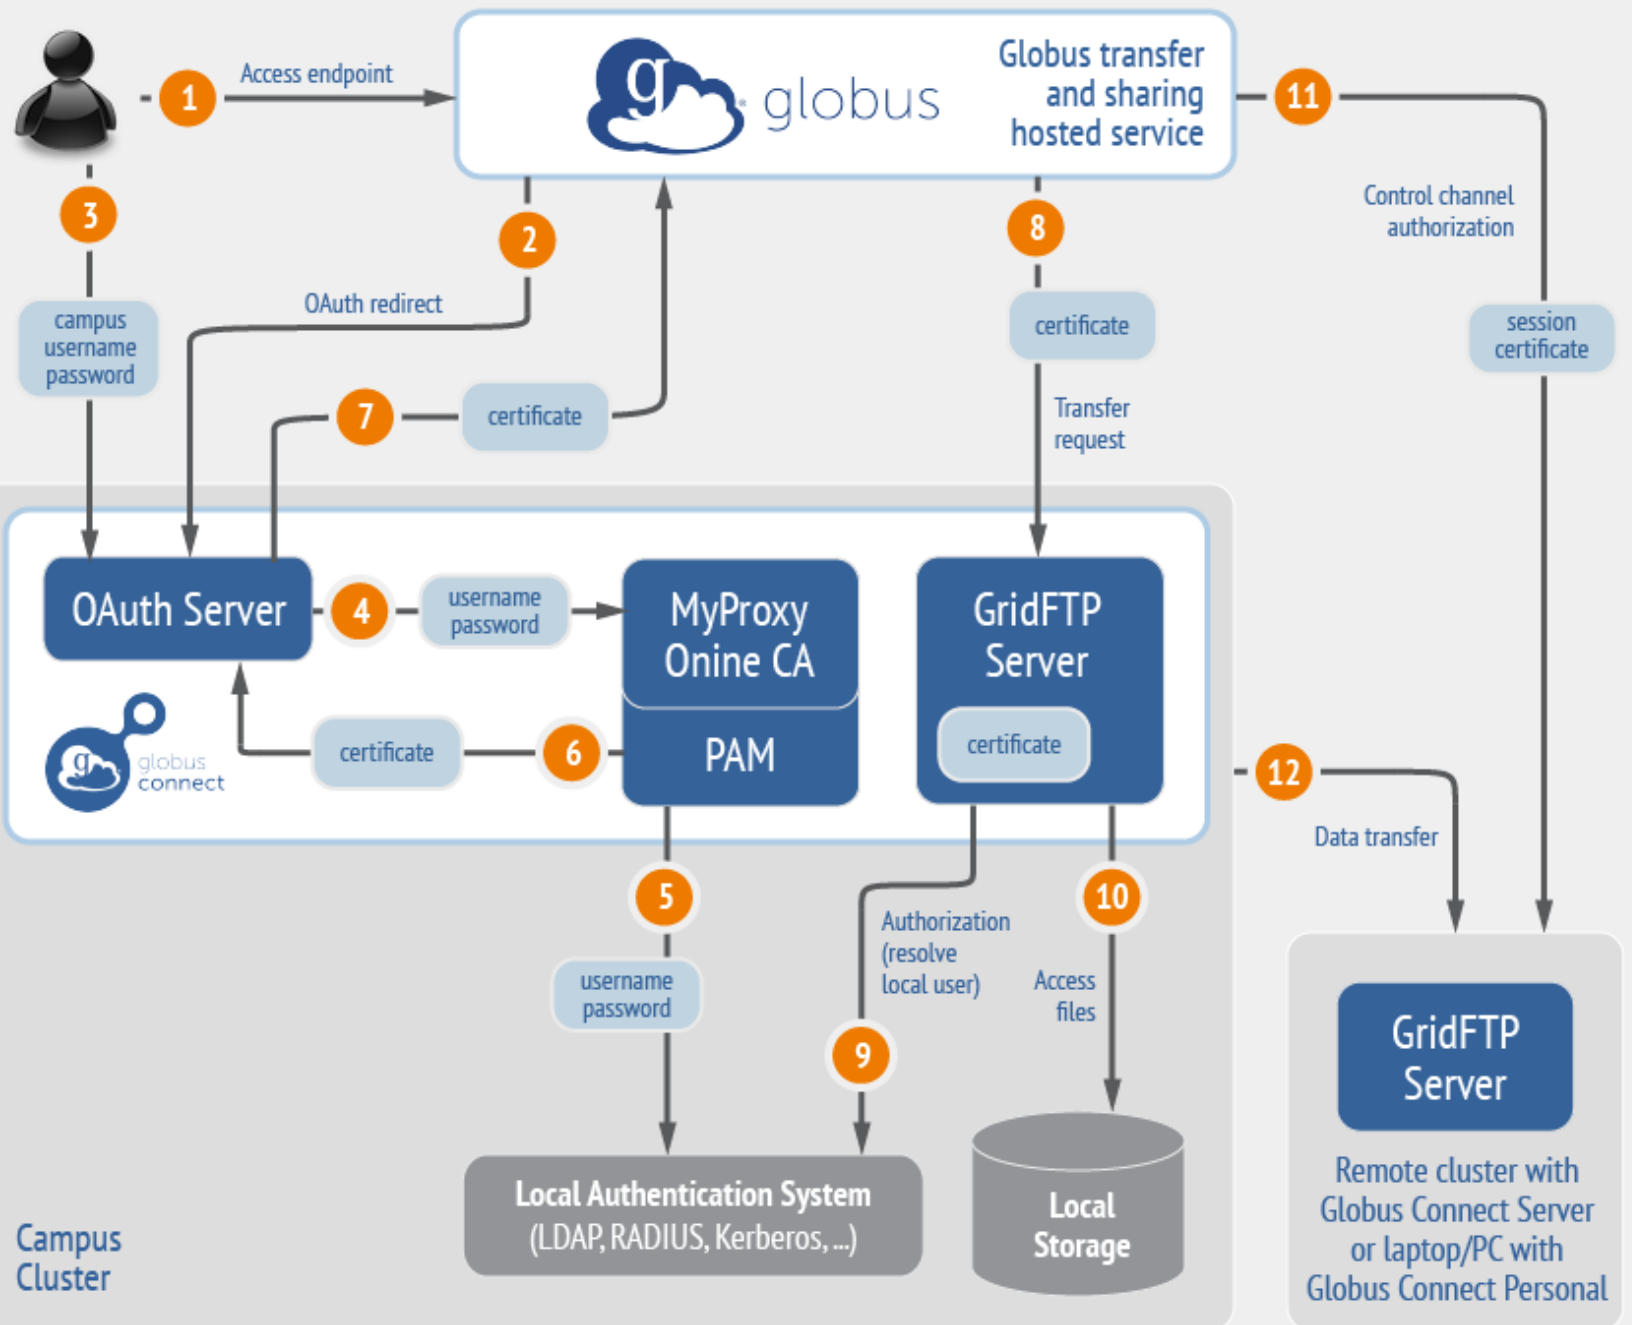 1
Access endpoint
g
globus
Globus transfer
and sharing
hosted service
11
Control channel
authorization
session
certificate
3
campus
username
password
2
OAuth redirect
7
certificate
8
certificate
Transfer
request
OAuth Server
4
username
password
MyProxy
Onine CA
PAM
GridFTP
Server
certificate
g
globus
connect
certificate
6
12
Data transfer
5
username
password
Authorization
(resolve
local user)
9
10
Access
files
Local Authentication System
(LDAP, RADIUS, Kerberos, ...)
Local
Storage
Campus
Cluster
GridFTP
Server
Remote cluster with
Globus Connect Server
or laptop/PC with
Globus Connect Personal